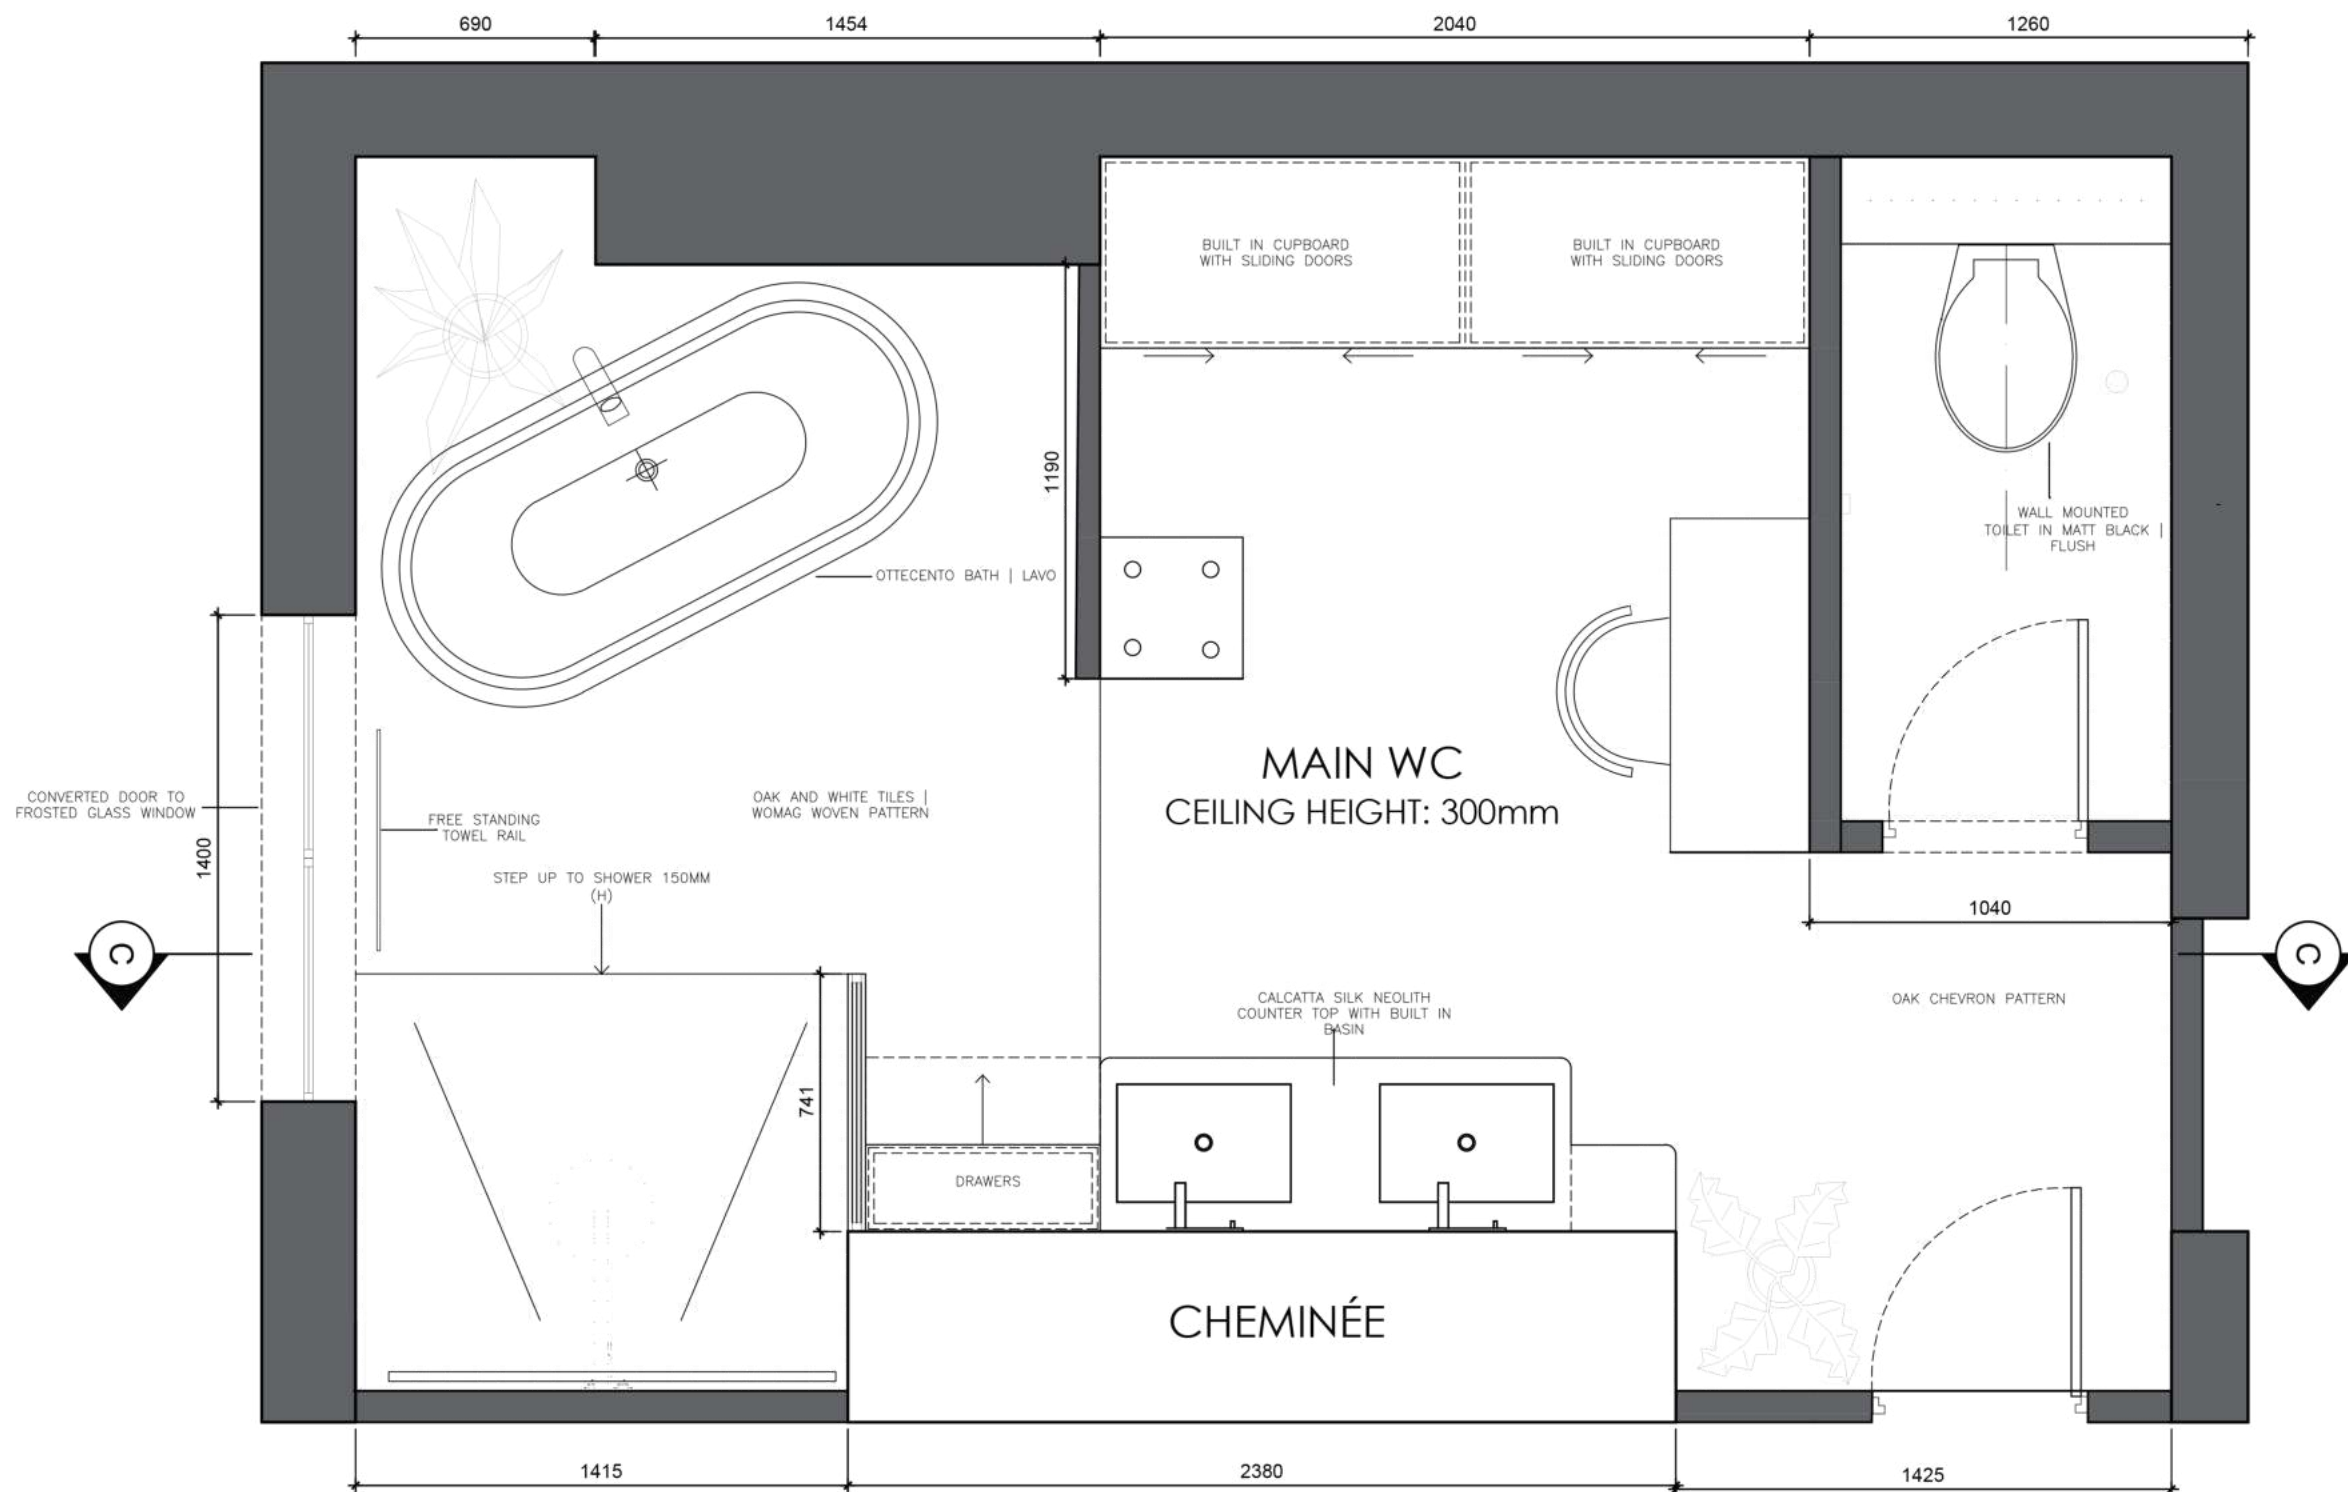 690
1454
2040
1260
BUILT IN CUPBOARD
WITH SLIDING DOORS
BUILT IN CUPBOARD
WITH SLIDING DOORS
1190
WALL MOUNTED
TOILET IN MATT BLACK |
FLUSH
OTTECENTO BATH | LAVO
MAIN WC
CEILING HEIGHT: 300mm
CONVERTED DOOR TO
FROSTED GLASS WINDOW
1400
FREE STANDING
TOWEL RAIL
OAK AND WHITE TILES |
WOMAG WOVEN PATTERN
STEP UP TO SHOWER 150MM
(H)
1040
C
C
CALCATTA SILK NEOLITH
COUNTER TOP WITH BUILT IN
BASIN
OAK CHEVRON PATTERN
741
DRAWERS
CHEMINÉE
1415
2380
1425